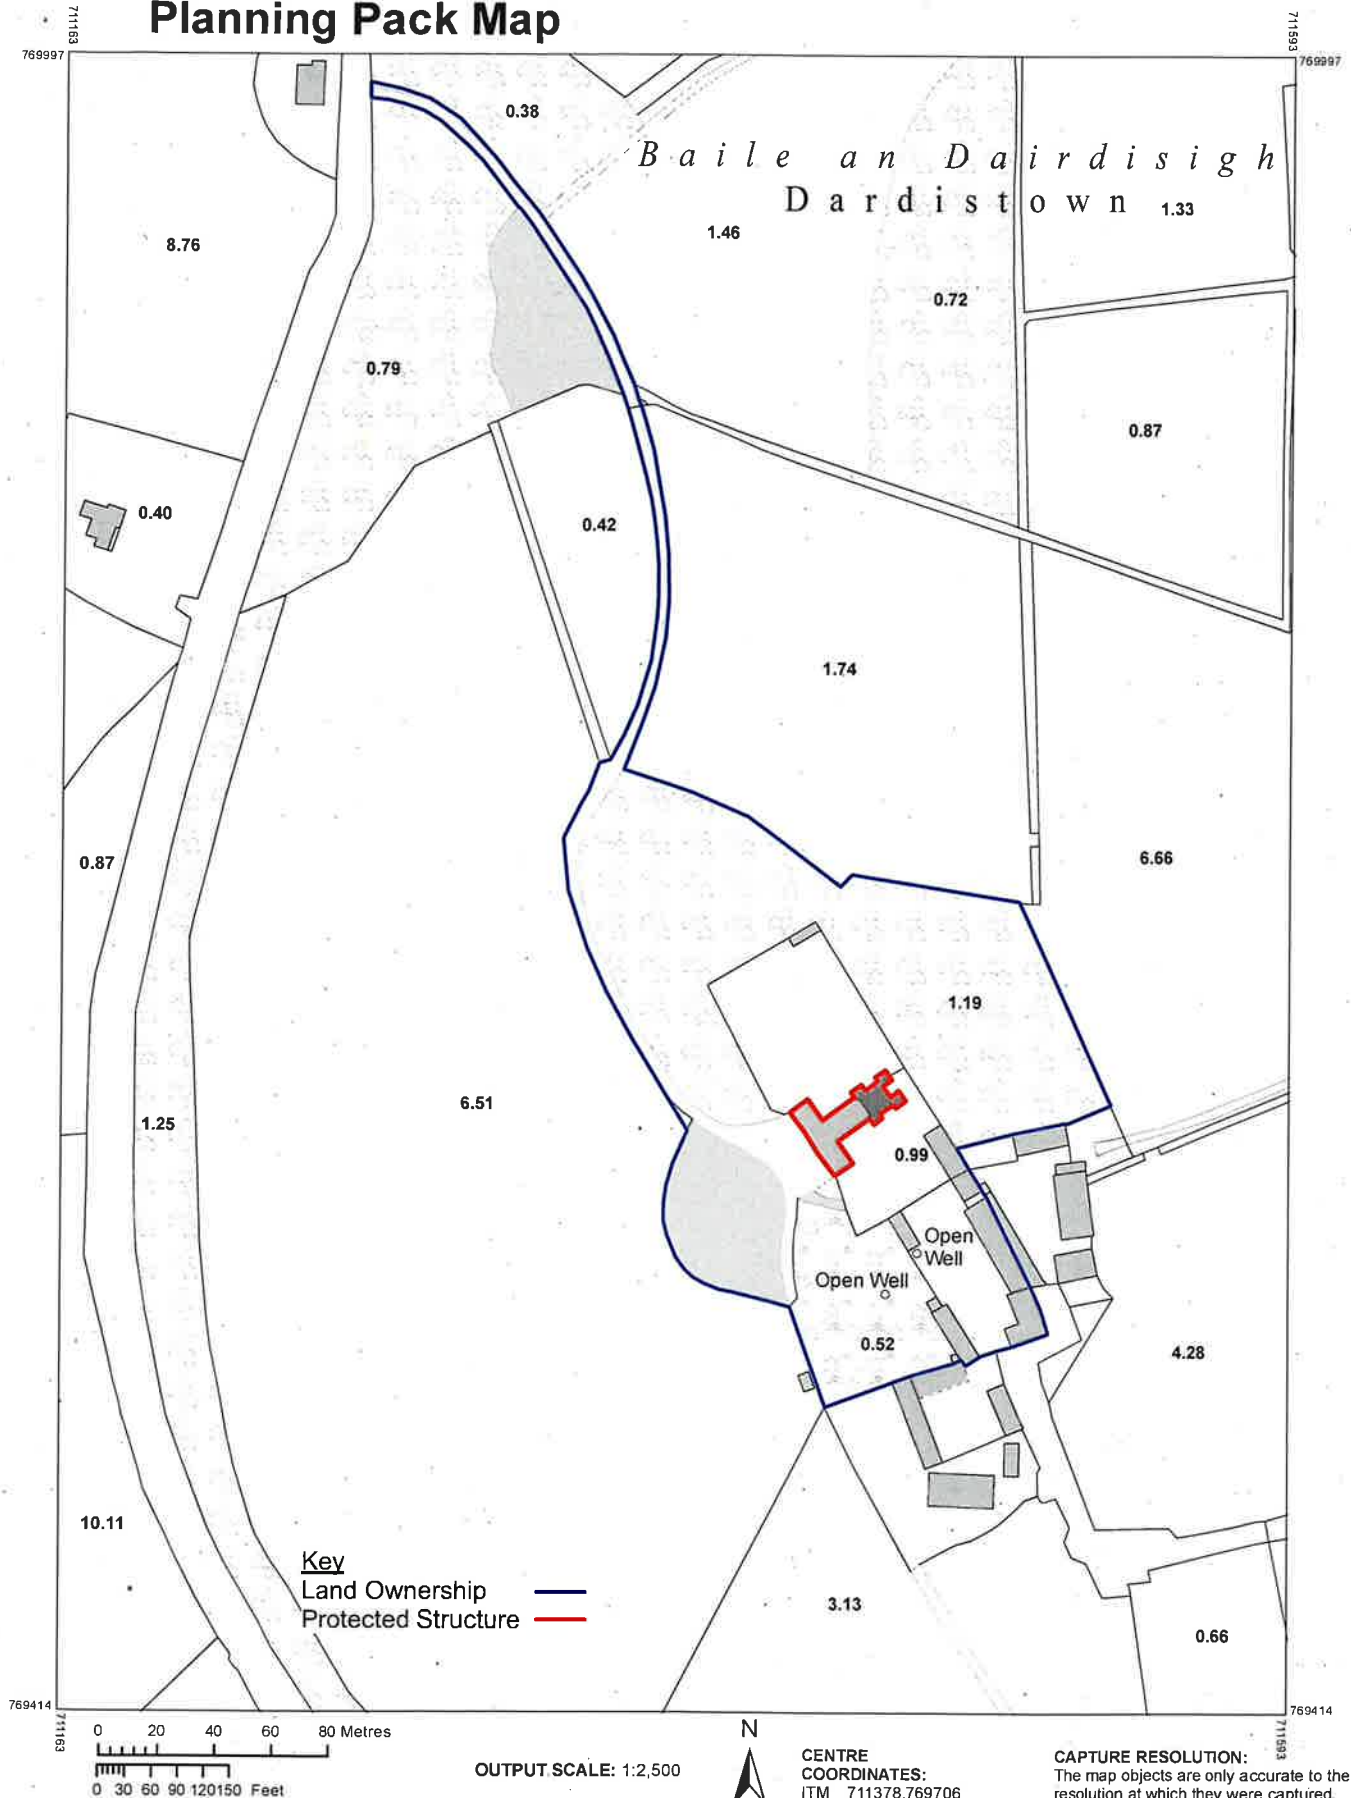 Planning Pack Map
711163
711593
769997
769997
0.38
Baile an Dairdisigh
Dardistown
1.33
8.76
1.46
0.72
0.79
0.87
0.40
0.42
1.74
0.87
6.66
1.19
6.51
1.25
0.99
Open
Well
Open Well
0.52
4.28
10.11
Key
Land Ownership
Protected Structure
3.13
0.66
769414
769414
711163
711593
0 20 40 60 80 Metres
0 30 60 90 120150 Feet
OUTPUT SCALE: 1:2,500
N
CENTRE
COORDINATES:
ITM 711378,769706
CAPTURE RESOLUTION:
The map objects are only accurate to the
resolution at which they were captured.